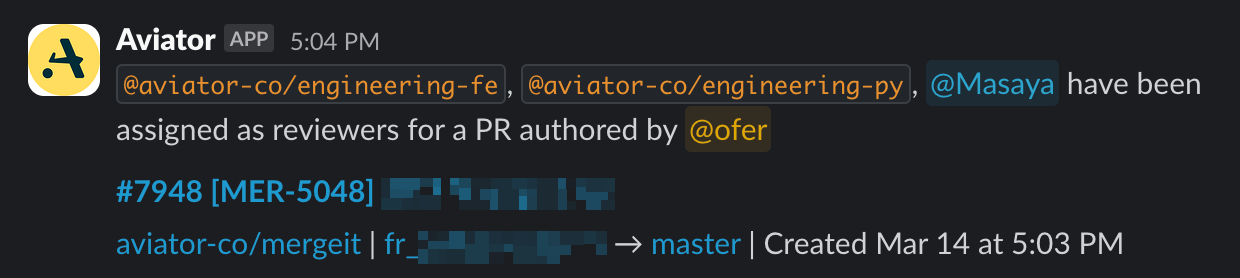 Aviator APP 5:04 PM
@aviator-co/engineering-fe, @aviator-co/engineering-py, @Masaya have been
assigned as reviewers for a PR authored by @ofer
#7948 [MER-5048]
aviator-co/mergeit | fr_ → master | Created Mar 14 at 5:03 PM